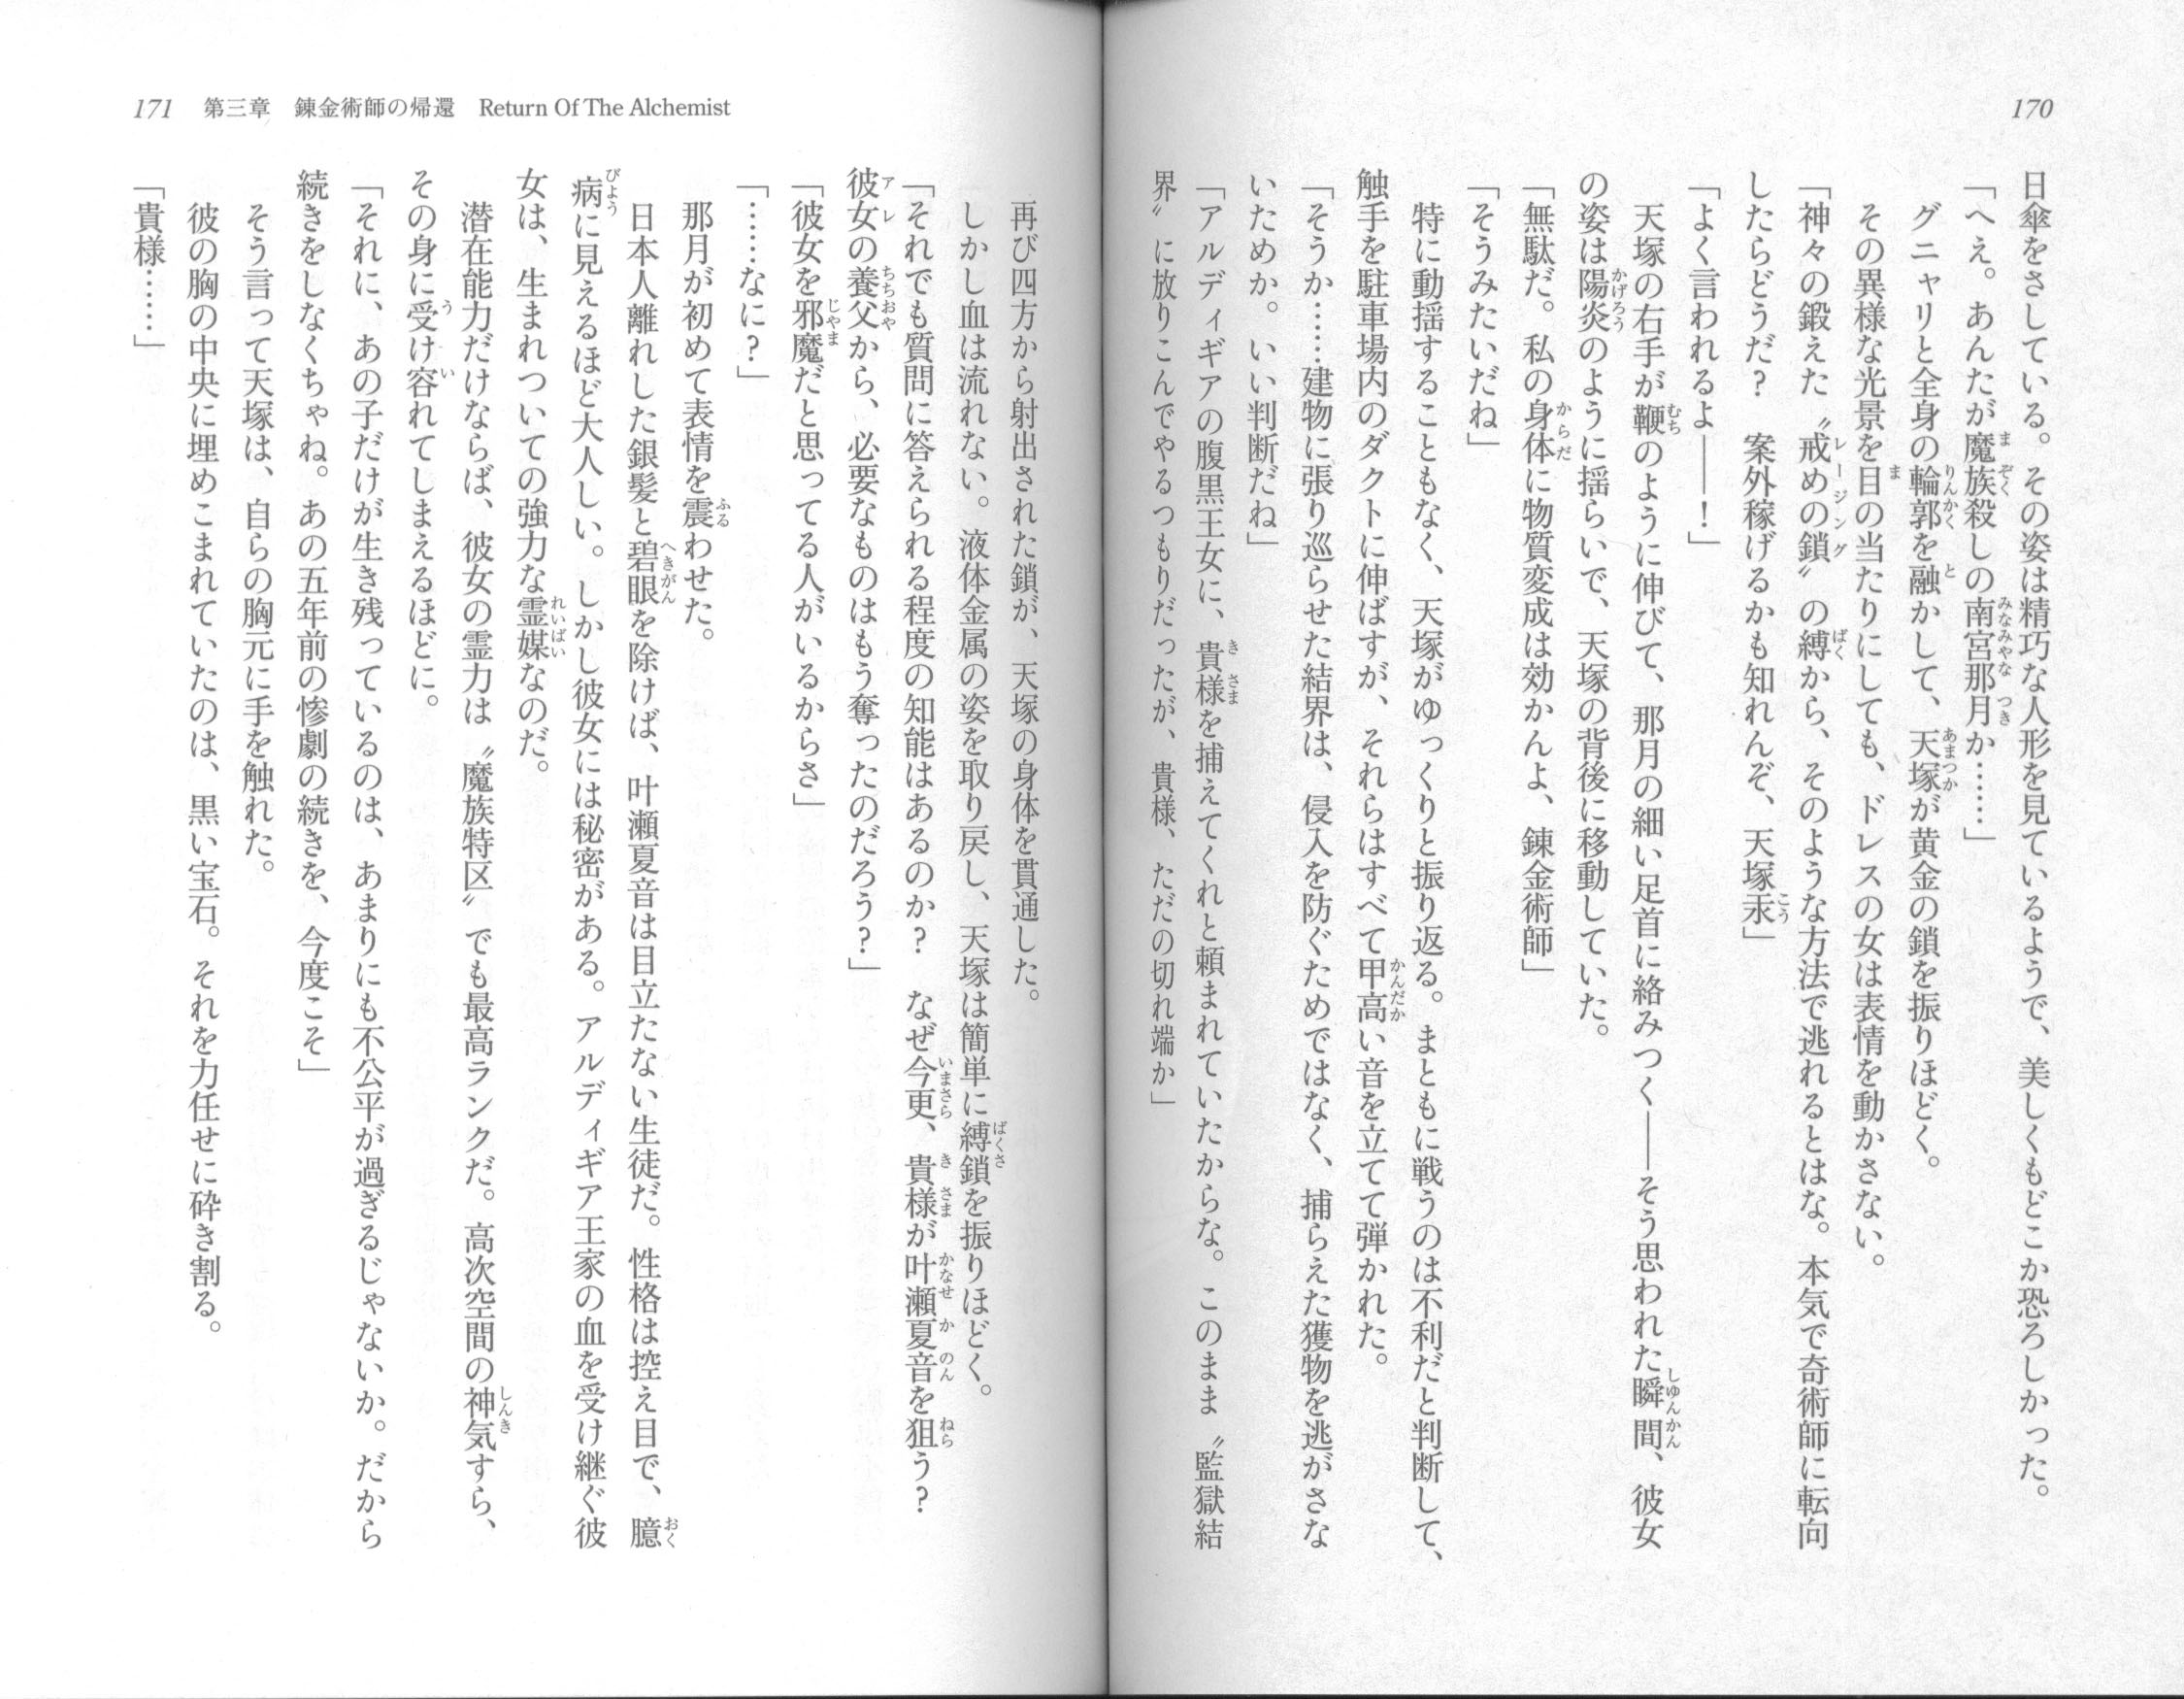 170
日傘をさしている。その姿は精巧な人形を見ているようで、美しくもどこか恐ろしかった。
「へえ。あんたが魔族殺しの南宮那月か……」
グニャリと全身の輪郭を融かして、天塚が黄金の鎖を振りほどく。
その異様な光景を目の当たりにしても、ドレスの女は表情を動かさない。
「神々の鍛えた〝戒めの鎖〟の縛から、そのような方法で逃れるとはな。本気で奇術師に転向
したらどうだ？　案外稼げるかも知れんぞ、天塚汞」
「よく言われるよ――！」
天塚の右手が鞭のように伸びて、那月の細い足首に絡みつく――そう思われた瞬間、彼女
の姿は陽炎のように揺らいで、天塚の背後に移動していた。
「無駄だ。私の身体に物質変成は効かんよ、錬金術師」
「そうみたいだね」
特に動揺することもなく、天塚がゆっくりと振り返る。まともに戦うのは不利だと判断して、
触手を駐車場内のダクトに伸ばすが、それらはすべて甲高い音を立てて弾かれた。
「そうか……建物に張り巡らせた結界は、侵入を防ぐためではなく、捕らえた獲物を逃がさな
いためか。いい判断だね」
「アルディギアの腹黒王女に、貴様を捕えてくれと頼まれていたからな。このまま〝監獄結
界〟に放りこんでやるつもりだったが、貴様、ただの切れ端か」
171　第三章　錬金術師の帰還　Return Of The Alchemist
再び四方から射出された鎖が、天塚の身体を貫通した。
しかし血は流れない。液体金属の姿を取り戻し、天塚は簡単に縛鎖を振りほどく。
「それでも質問に答えられる程度の知能はあるのか？　なぜ今更、貴様が叶瀬夏音を狙う？
彼女の養父から、必要なものはもう奪ったのだろう？」
「彼女を邪魔だと思ってる人がいるからさ」
「……なに？」
那月が初めて表情を震わせた。
日本人離れした銀髪と碧眼を除けば、叶瀬夏音は目立たない生徒だ。性格は控え目で、臆
病に見えるほど大人しい。しかし彼女には秘密がある。アルディギア王家の血を受け継ぐ彼
女は、生まれついての強力な霊媒なのだ。
潜在能力だけならば、彼女の霊力は〝魔族特区〟でも最高ランクだ。高次空間の神気すら、
その身に受け容れてしまえるほどに。
「それに、あの子だけが生き残っているのは、あまりにも不公平が過ぎるじゃないか。だから
続きをしなくちゃね。あの五年前の惨劇の続きを、今度こそ」
そう言って天塚は、自らの胸元に手を触れた。
彼の胸の中央に埋めこまれていたのは、黒い宝石。それを力任せに砕き割る。
「貴様……」